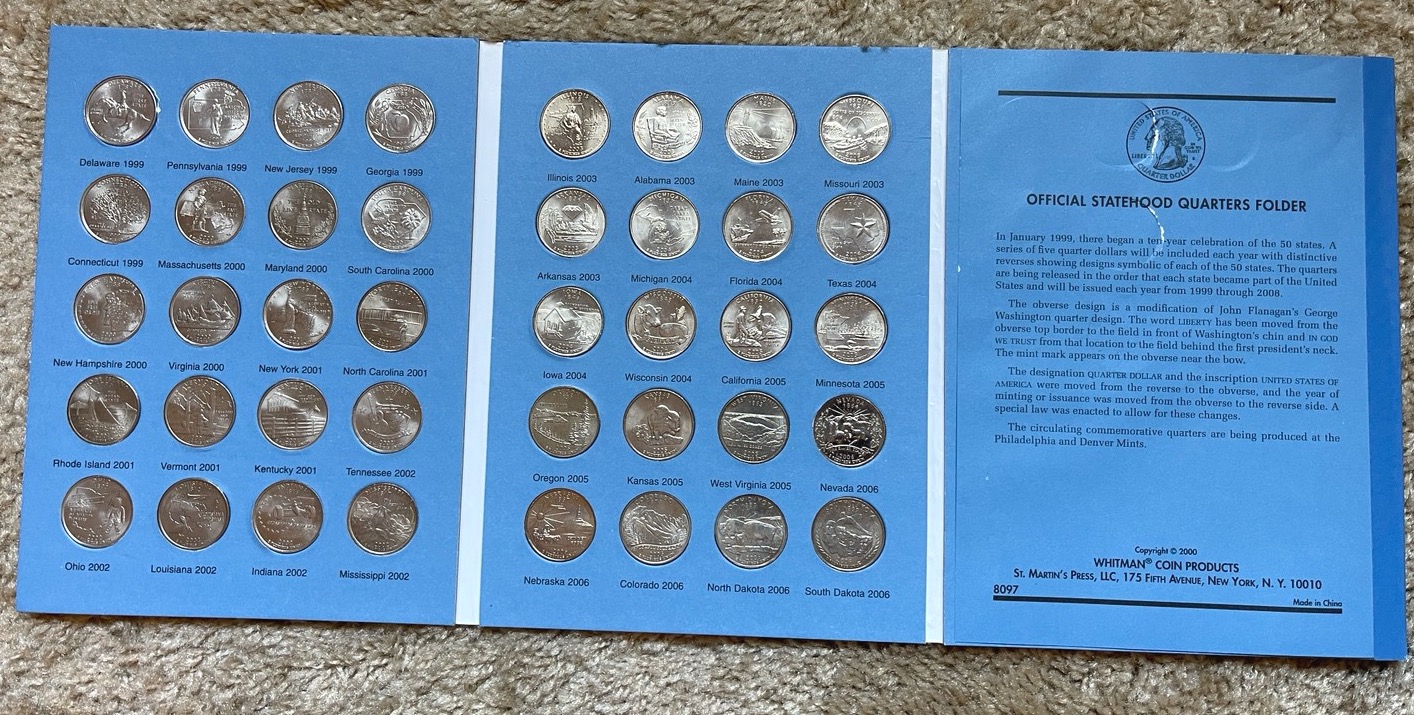 Delaware 1999
Pennsylvania 1999
New Jersey 1999
Georgia 1999
Connecticut 1999
Massachusetts 2000
Maryland 2000
South Carolina 2000
New Hampshire 2000
Virginia 2000
New York 2001
North Carolina 2001
Rhode Island 2001
Vermont 2001
Kentucky 2001
Tennessee 2002
Ohio 2002
Louisiana 2002
Indiana 2002
Mississippi 2002
Illinois 2003
Alabama 2003
Maine 2003
Missouri 2003
Arkansas 2003
Michigan 2004
Florida 2004
Texas 2004
Iowa 2004
Wisconsin 2004
California 2005
Minnesota 2005
Oregon 2005
Kansas 2005
West Virginia 2005
Nevada 2006
Nebraska 2006
Colorado 2006
North Dakota 2006
South Dakota 2006
UNITED STATES OF AMERICA
LIBERTY
IN GOD WE TRUST
QUARTER DOLLAR
OFFICIAL STATEHOOD QUARTERS FOLDER
In January 1999, there began a ten-year celebration of the 50 states. A
series of five quarter dollars will be included each year with distinctive
reverses showing designs symbolic of each of the 50 states. The quarters
are being released in the order that each state became part of the United
States and will be issued each year from 1999 through 2008.
The obverse design is a modification of John Flanagan's George
Washington quarter design. The word LIBERTY has been moved from the
obverse top border to the field in front of Washington's chin and IN GOD
WE TRUST from that location to the field behind the first president's neck.
The mint mark appears on the obverse near the bow.
The designation QUARTER DOLLAR and the inscription UNITED STATES OF
AMERICA were moved from the reverse to the obverse, and the year of
minting or issuance was moved from the obverse to the reverse side. A
special law was enacted to allow for these changes.
The circulating commemorative quarters are being produced at the
Philadelphia and Denver Mints.
Copyright © 2000
WHITMAN® COIN PRODUCTS
ST. MARTIN'S PRESS, LLC, 175 FIFTH AVENUE, NEW YORK, N. Y. 10010
8097
Made in China